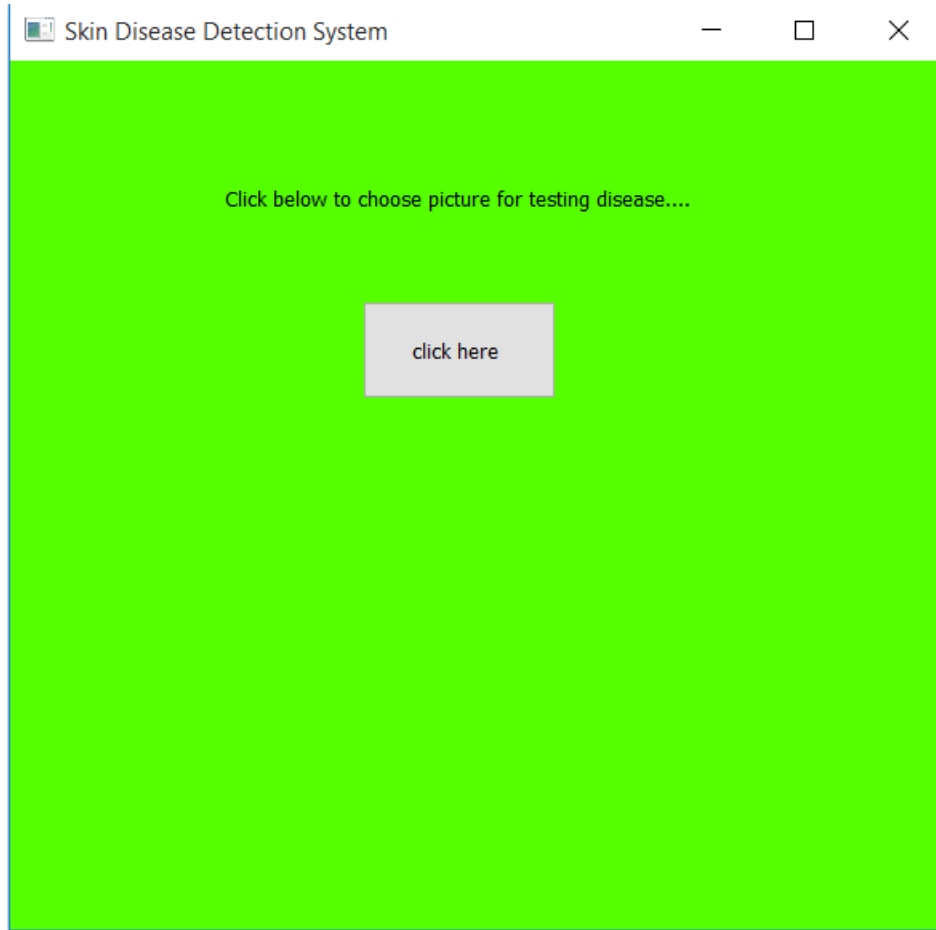 Skin Disease Detection System
Click below to choose picture for testing disease....
click here